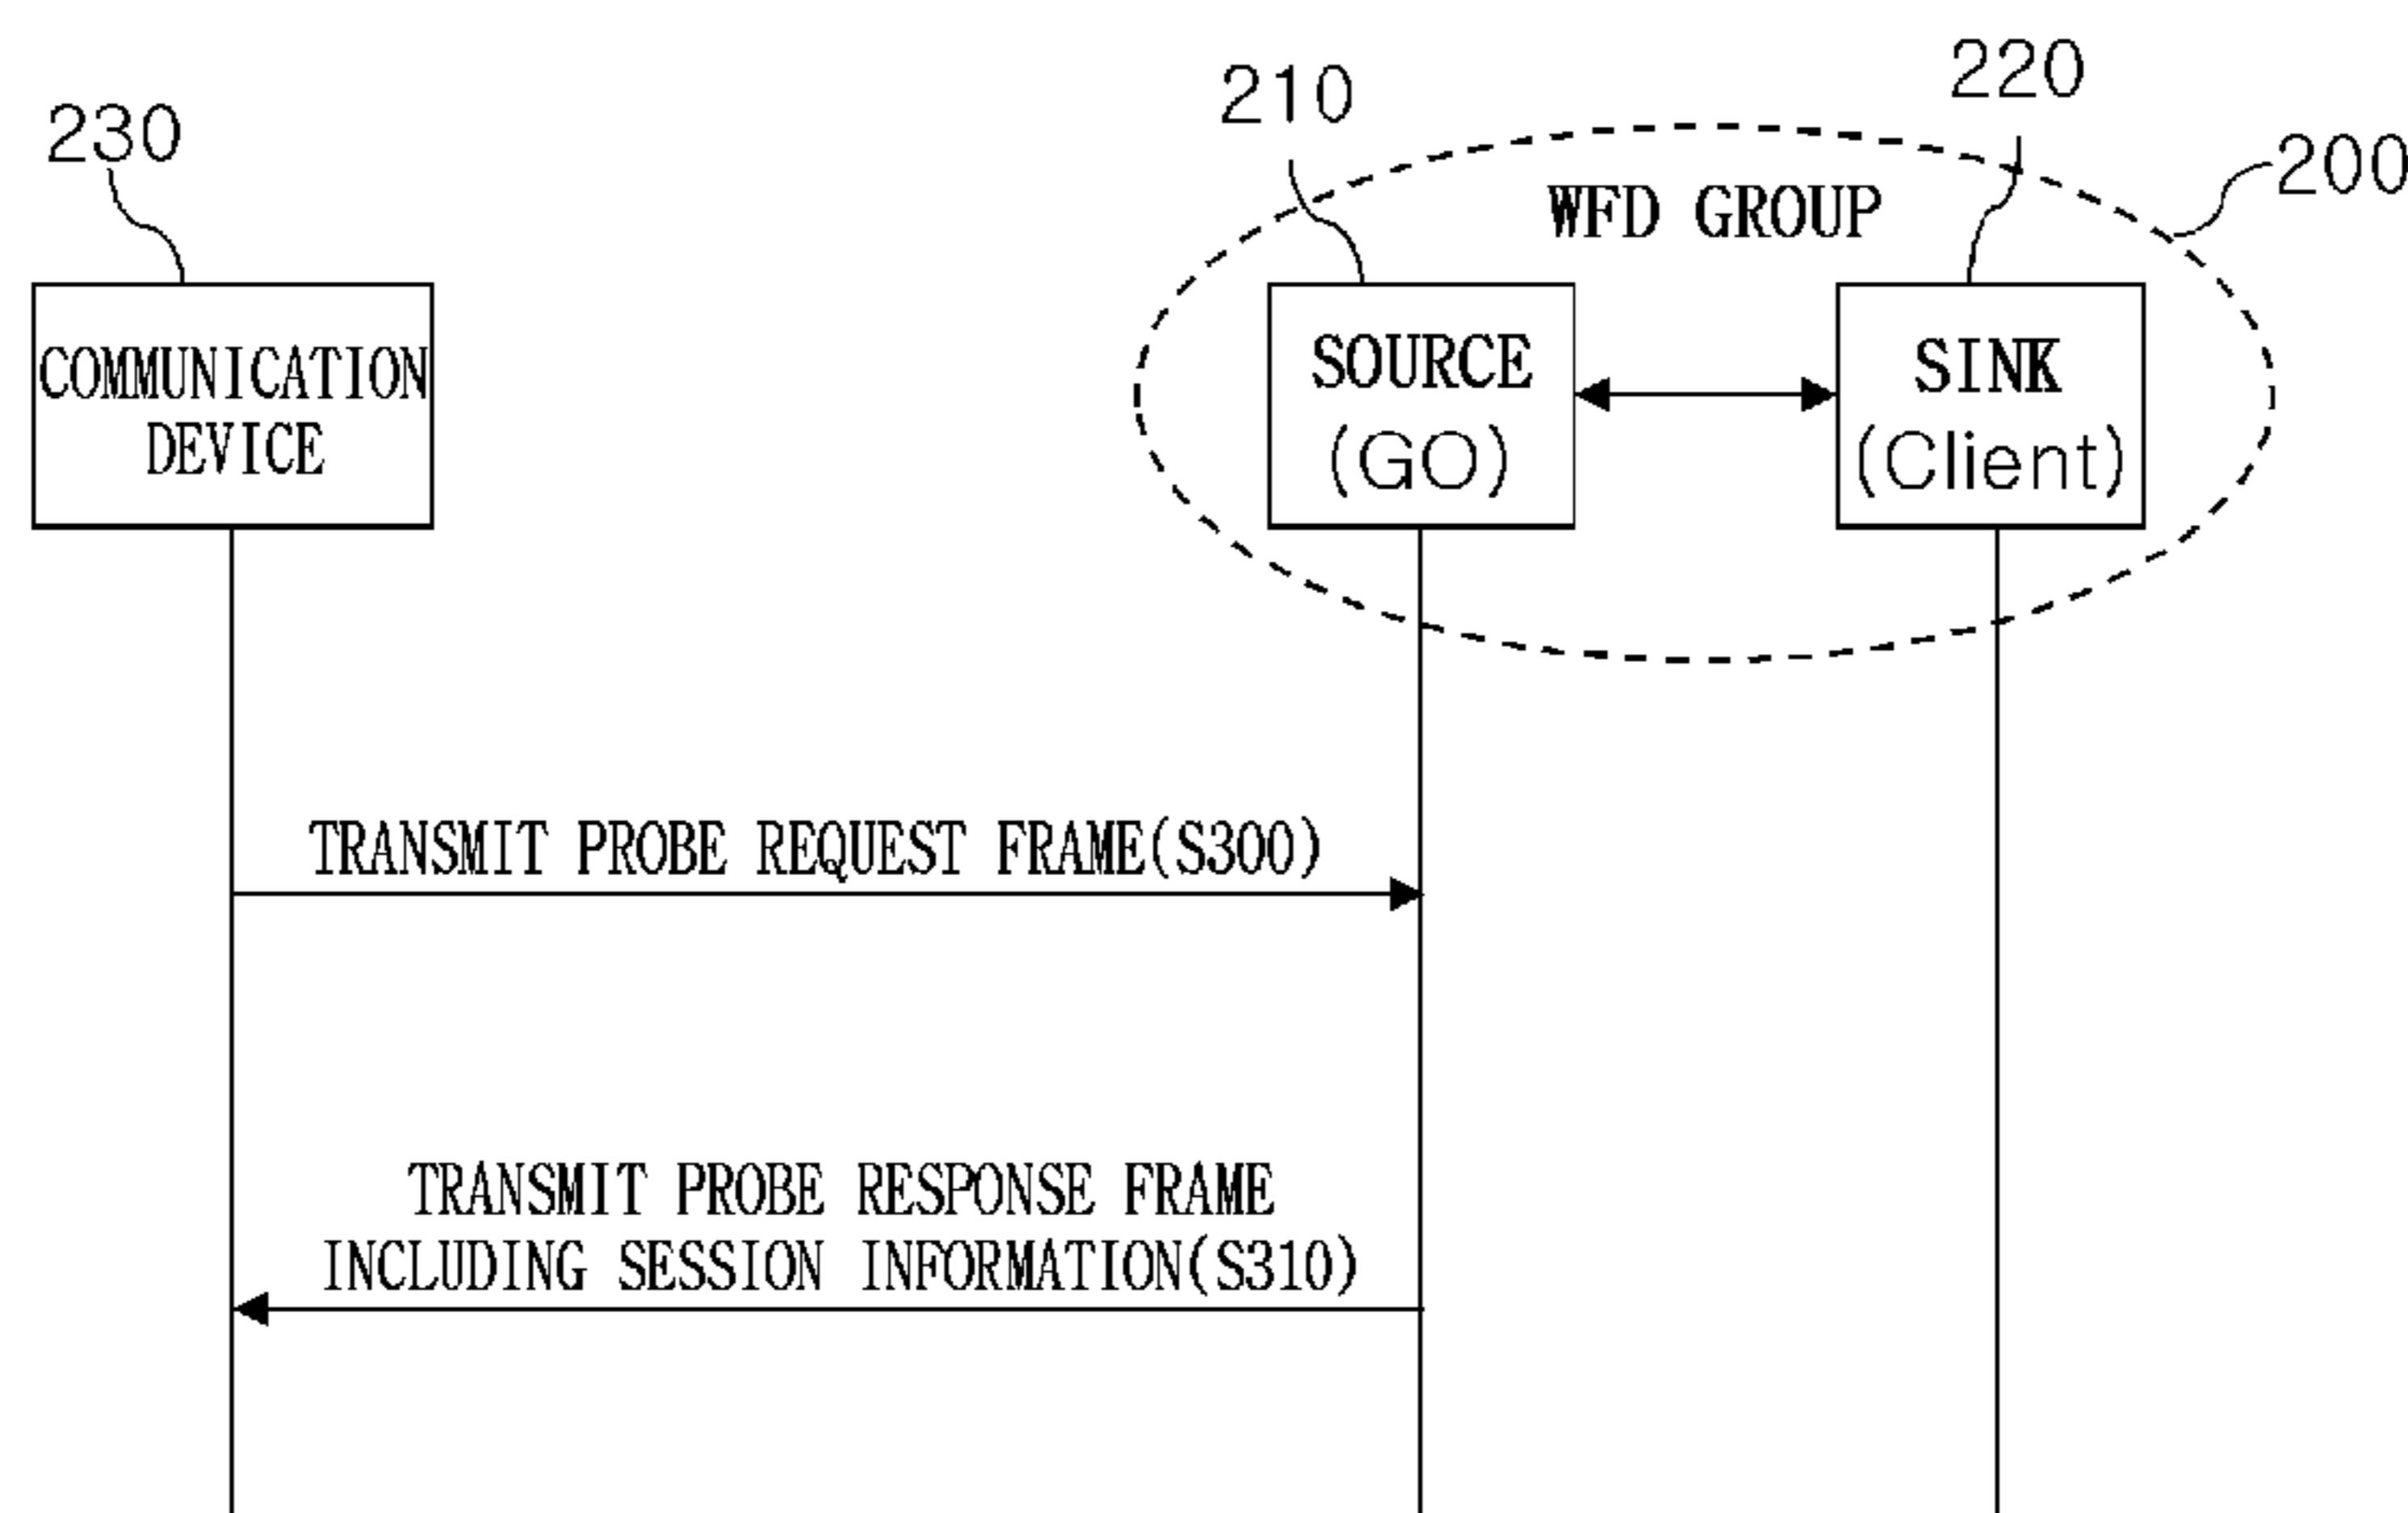 220
210
230
200
WFD GROUP
COMMUNICATION
DEVICE
SOURCE
(GO)
SINK
(Client)
TRANSMIT PROBE REQUEST FRAME(S300)
TRANSMIT PROBE RESPONSE FRAME
INCLUDING SESSION INFORMATION(S310)